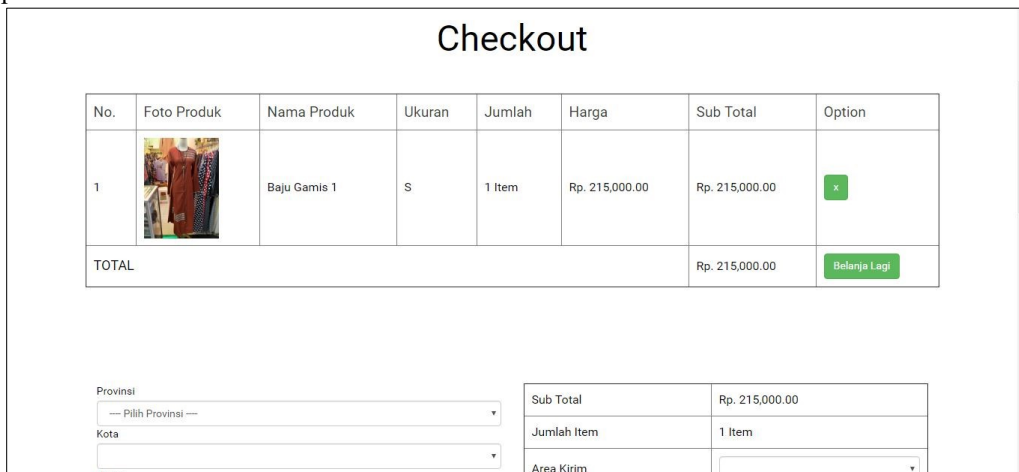 Checkout
No. Foto Produk Nama Produk Ukuran Jumlah Harga Sub Total Option
1 Baju Gamis 1 S 1 Item Rp. 215,000.00 Rp. 215,000.00 x
TOTAL Rp. 215,000.00 Belanja Lagi
Provinsi
--- Pilih Provinsi ---
Kota
Sub Total Rp. 215,000.00
Jumlah Item 1 Item
Area Kirim